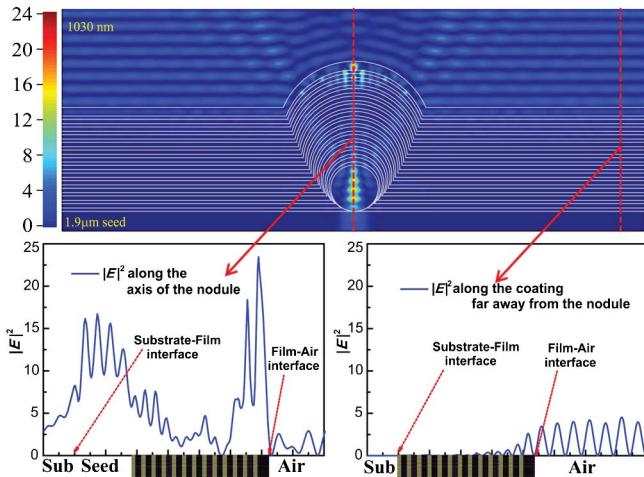 24
20
16
12
8
4
0
1030 nm
1.9μm seed
25
20
15
10
5
0
|E|²
|E|² along the
axis of the nodule
Substrate-Film
interface
Film-Air
interface
Sub Seed Air
25
20
15
10
5
0
|E|²
|E|² along the coating
far away from the nodule
Substrate-Film
interface
Film-Air
interface
Sub Air